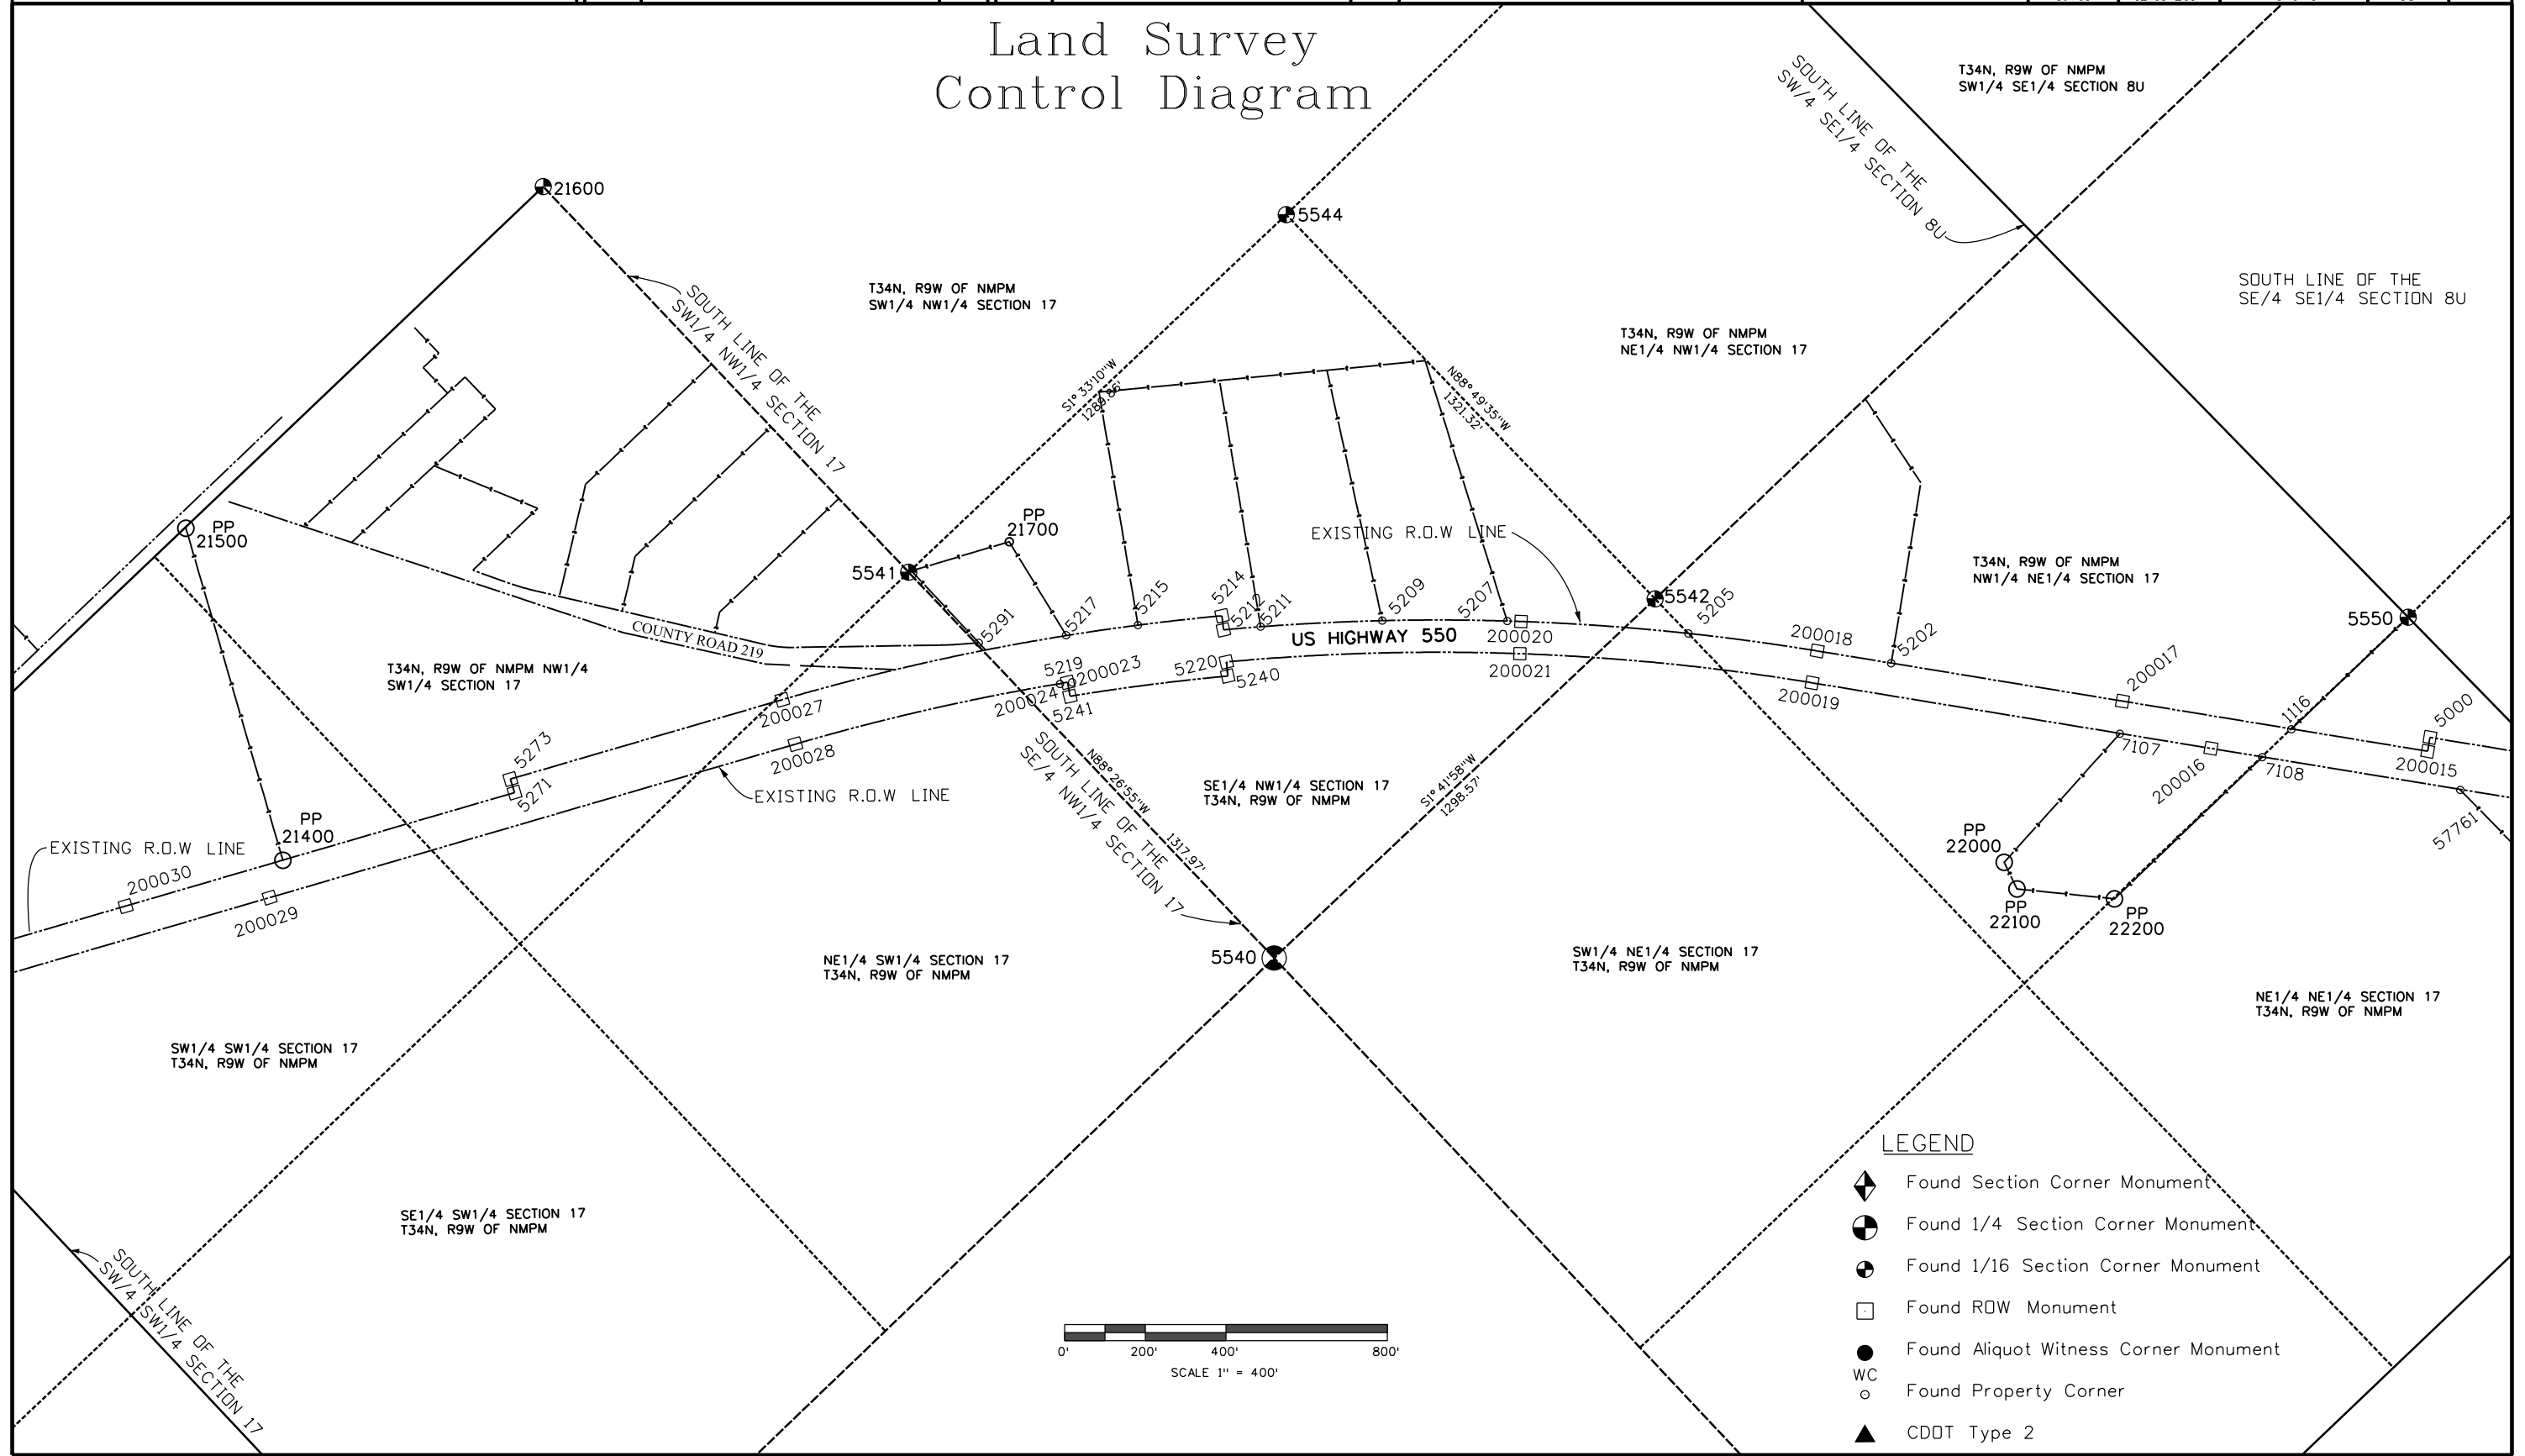 Land Survey
Control Diagram
T34N, R9W OF NMPM
SW1/4 SE1/4 SECTION 8U
SOUTH LINE OF THE
SW/4 SE1/4 SECTION 8U
SOUTH LINE OF THE
SE/4 SE1/4 SECTION 8U
21600
5544
T34N, R9W OF NMPM
SW1/4 NW1/4 SECTION 17
SOUTH LINE OF THE
SW1/4 NW1/4 SECTION 17
T34N, R9W OF NMPM
NE1/4 NW1/4 SECTION 17
S1° 33'10"W
1289.86'
N88° 49'35"W
1321.32'
PP
21500
PP
21700
EXISTING R.O.W LINE
5541
5542
5205
T34N, R9W OF NMPM
NW1/4 NE1/4 SECTION 17
5550
5291
5217
5215
5214
5212
5211
5209
5207
US HIGHWAY 550
200020
200021
200018
200019
5202
200017
COUNTY ROAD 219
T34N, R9W OF NMPM NW1/4
SW1/4 SECTION 17
5219
200023
200024
5241
5220
5240
200027
200028
5273
5271
1116
5000
7107
200016
7108
200015
57761
SOUTH LINE OF THE
SE/4 NW1/4 SECTION 17
N88° 26'55"W
1317.97'
SE1/4 NW1/4 SECTION 17
T34N, R9W OF NMPM
S1° 41'58"W
1298.57'
EXISTING R.O.W LINE
PP
21400
EXISTING R.O.W LINE
200030
200029
PP
22000
PP
22100
PP
22200
5540
NE1/4 SW1/4 SECTION 17
T34N, R9W OF NMPM
SW1/4 NE1/4 SECTION 17
T34N, R9W OF NMPM
NE1/4 NE1/4 SECTION 17
T34N, R9W OF NMPM
SW1/4 SW1/4 SECTION 17
T34N, R9W OF NMPM
SE1/4 SW1/4 SECTION 17
T34N, R9W OF NMPM
SOUTH LINE OF THE
SW/4 SW1/4 SECTION 17
0' 200' 400' 800'
SCALE 1" = 400'
LEGEND
Found Section Corner Monument
Found 1/4 Section Corner Monument
Found 1/16 Section Corner Monument
Found ROW Monument
Found Aliquot Witness Corner Monument
WC
Found Property Corner
CDOT Type 2